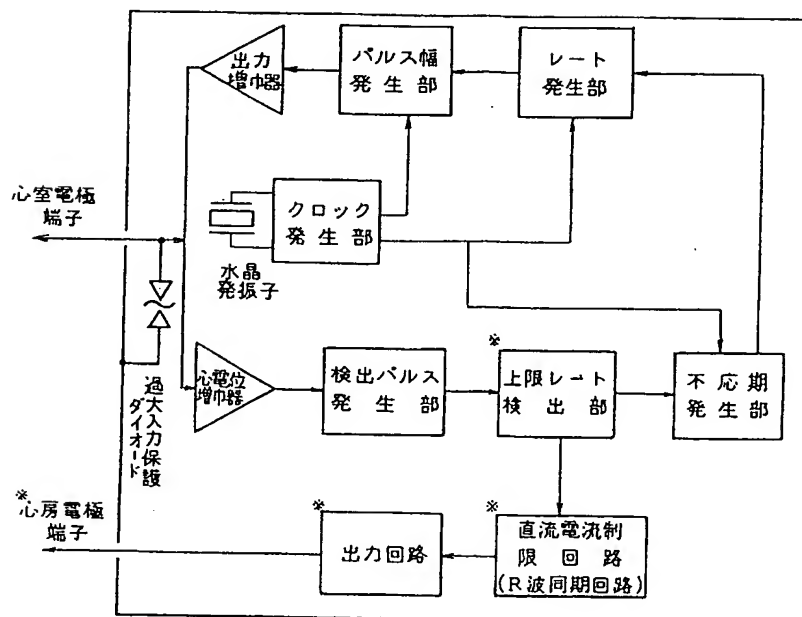 出力
増巾器
パルス幅
発生部
レート
発生部
心室電極
端子
クロック
発生部
水晶
発振子
心電位
増巾器
検出パルス
発生部
※
上限レート
検出部
不応期
発生部
過大入力保護
ダイオード
※心房電極
端子
※
出力回路
※
直流電流制
限回路
(R波同期回路)